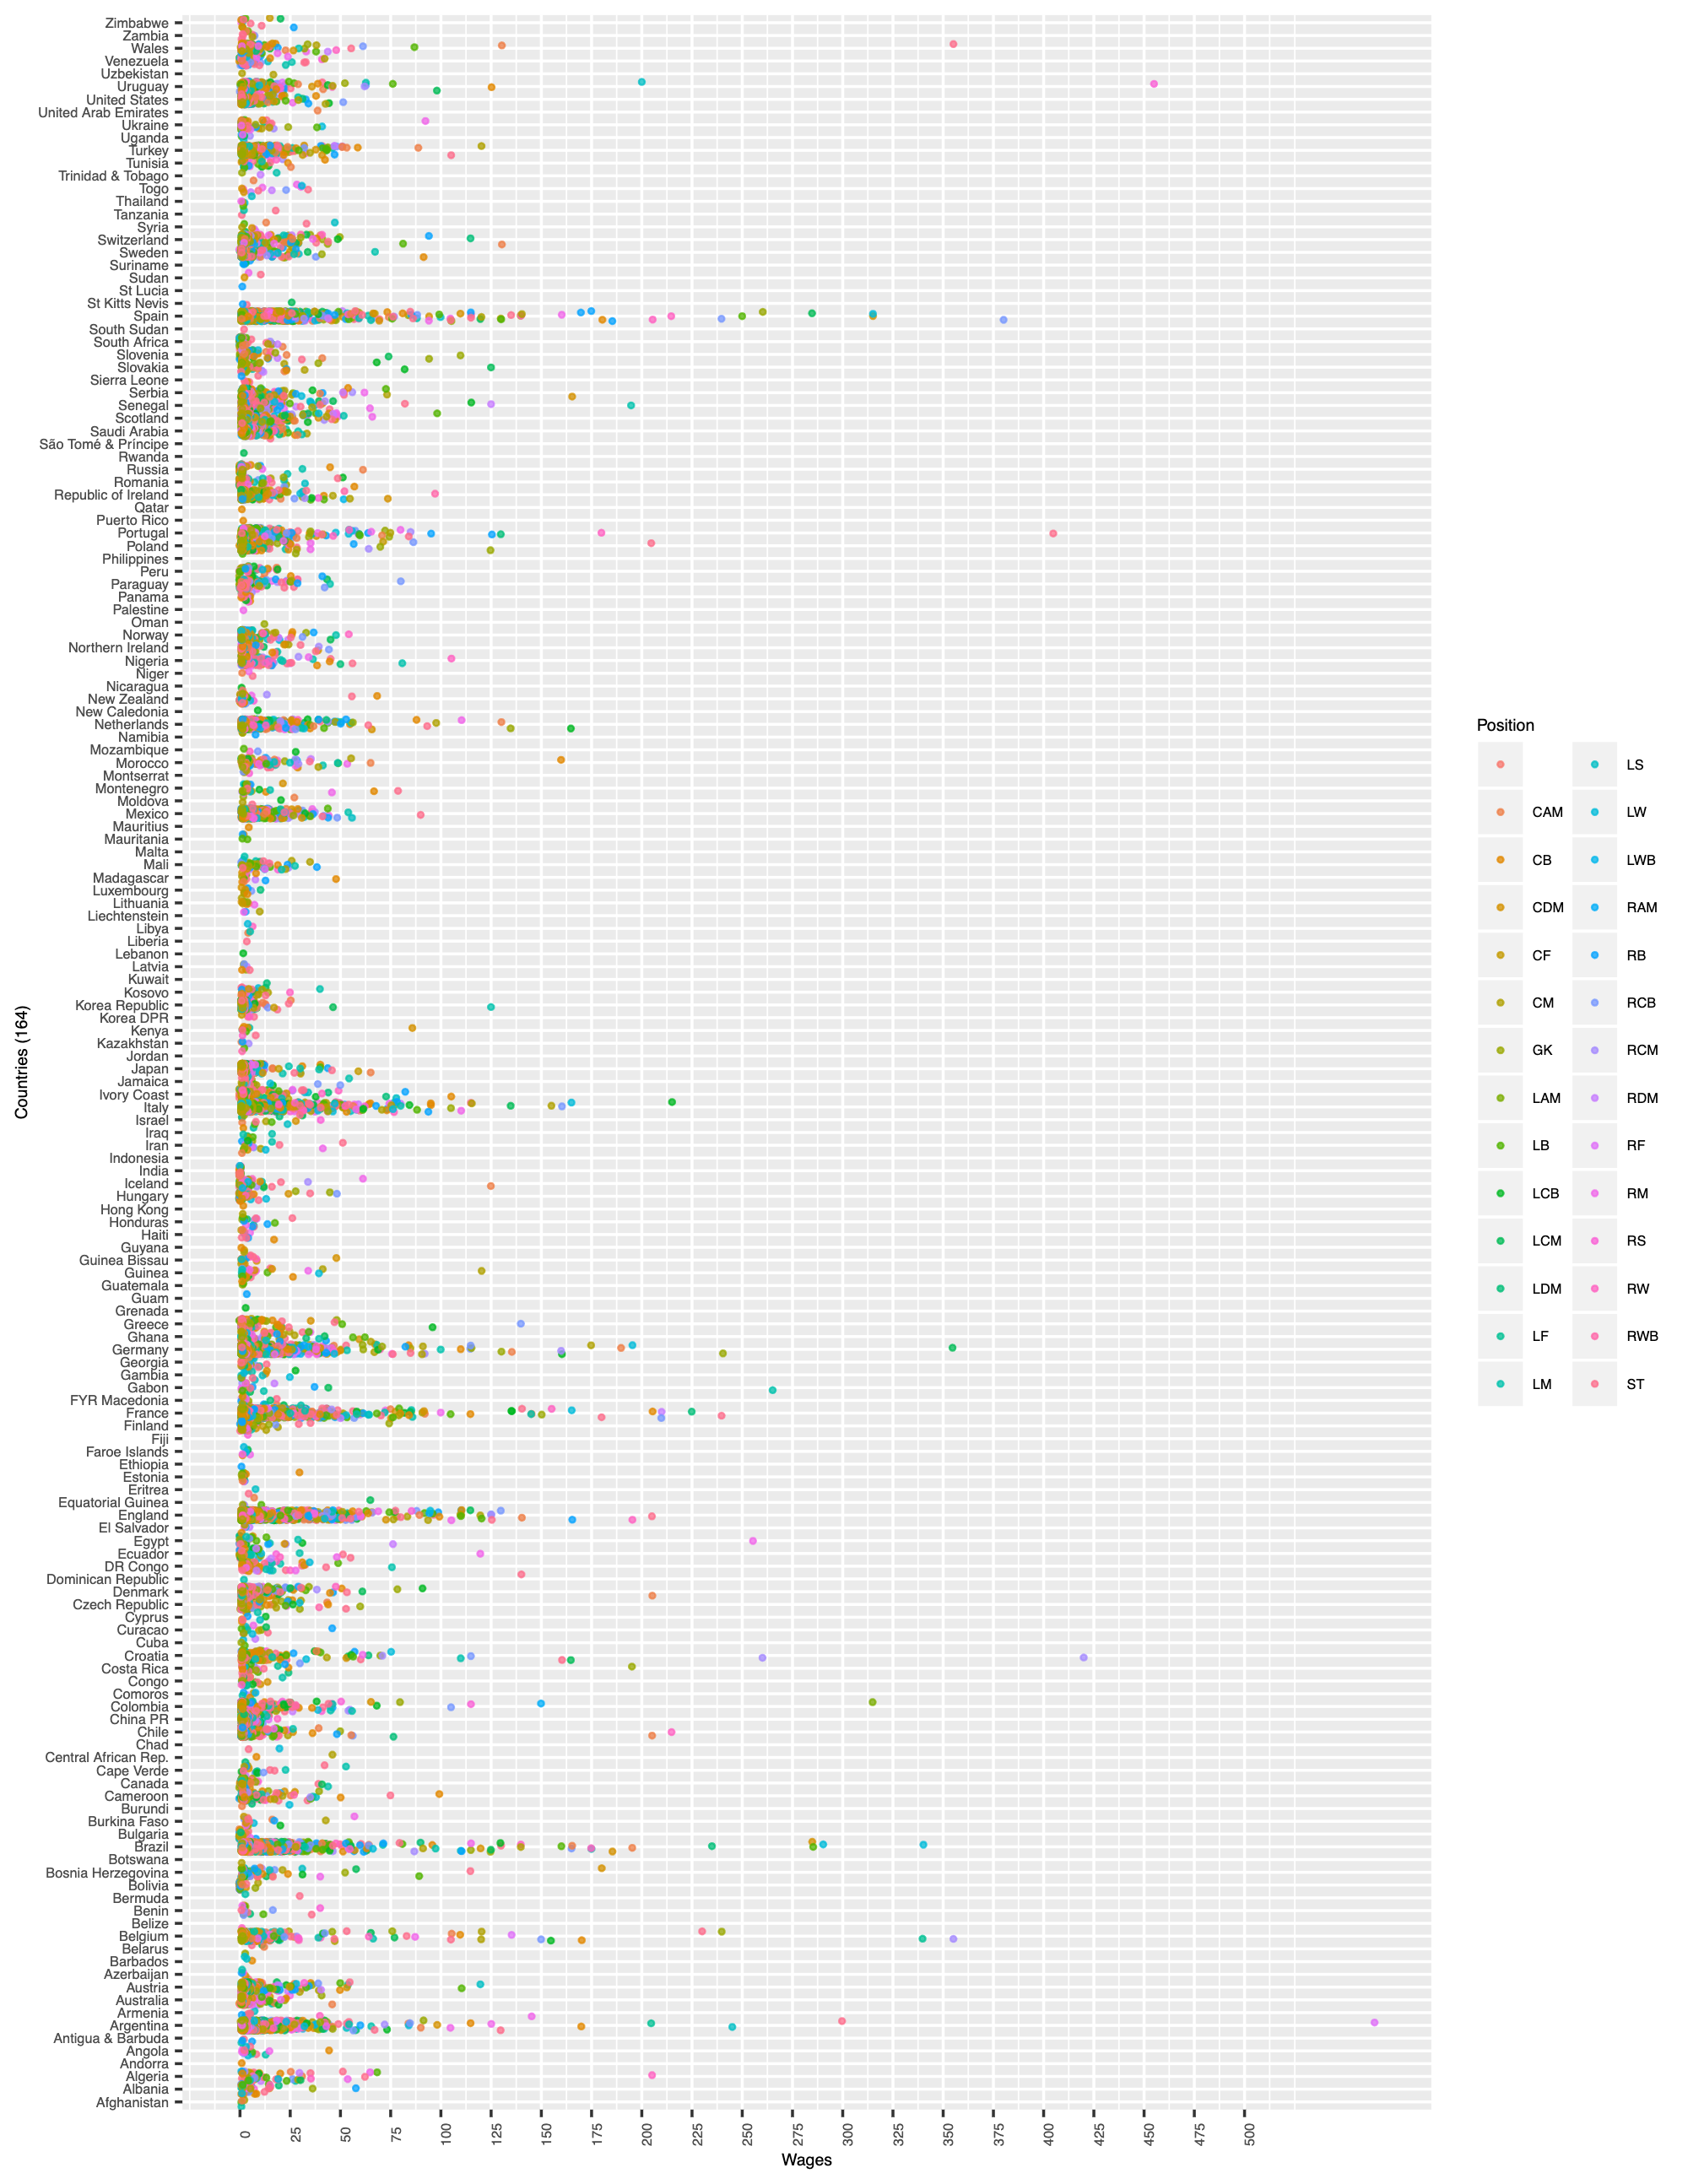 Zimbabwe
Zambia
Wales
Venezuela
Uzbekistan
Uruguay
United States
United Arab Emirates
Ukraine
Uganda
Turkey
Tunisia
Trinidad & Tobago
Togo
Thailand
Tanzania
Syria
Switzerland
Sweden
Suriname
Sudan
St Lucia
St Kitts Nevis
Spain
South Sudan
South Africa
Slovenia
Slovakia
Sierra Leone
Serbia
Senegal
Scotland
Saudi Arabia
São Tomé & Príncipe
Rwanda
Russia
Romania
Republic of Ireland
Qatar
Puerto Rico
Portugal
Poland
Philippines
Peru
Paraguay
Panama
Palestine
Oman
Norway
Northern Ireland
Nigeria
Niger
Nicaragua
New Zealand
New Caledonia
Netherlands
Namibia
Mozambique
Morocco
Montserrat
Montenegro
Moldova
Mexico
Mauritius
Mauritania
Malta
Mali
Madagascar
Luxembourg
Lithuania
Liechtenstein
Libya
Liberia
Lebanon
Latvia
Kuwait
Kosovo
Korea Republic
Korea DPR
Kenya
Kazakhstan
Jordan
Japan
Jamaica
Ivory Coast
Italy
Israel
Iraq
Iran
Indonesia
India
Iceland
Hungary
Hong Kong
Honduras
Haiti
Guyana
Guinea Bissau
Guinea
Guatemala
Guam
Grenada
Greece
Ghana
Germany
Georgia
Gambia
Gabon
FYR Macedonia
France
Finland
Fiji
Faroe Islands
Ethiopia
Estonia
Eritrea
Equatorial Guinea
England
El Salvador
Egypt
Ecuador
DR Congo
Dominican Republic
Denmark
Czech Republic
Cyprus
Curacao
Cuba
Croatia
Costa Rica
Congo
Comoros
Colombia
China PR
Chile
Chad
Central African Rep.
Cape Verde
Canada
Cameroon
Burundi
Burkina Faso
Bulgaria
Brazil
Botswana
Bosnia Herzegovina
Bolivia
Bermuda
Benin
Belize
Belgium
Belarus
Barbados
Azerbaijan
Austria
Australia
Armenia
Argentina
Antigua & Barbuda
Angola
Andorra
Algeria
Albania
Afghanistan
Countries (164)
0
25
50
75
100
125
150
175
200
225
250
275
300
325
350
375
400
425
450
475
500
Wages
Position
CAM
CB
CDM
CF
CM
GK
LAM
LB
LCB
LCM
LDM
LF
LM
LS
LW
LWB
RAM
RB
RCB
RCM
RDM
RF
RM
RS
RW
RWB
ST